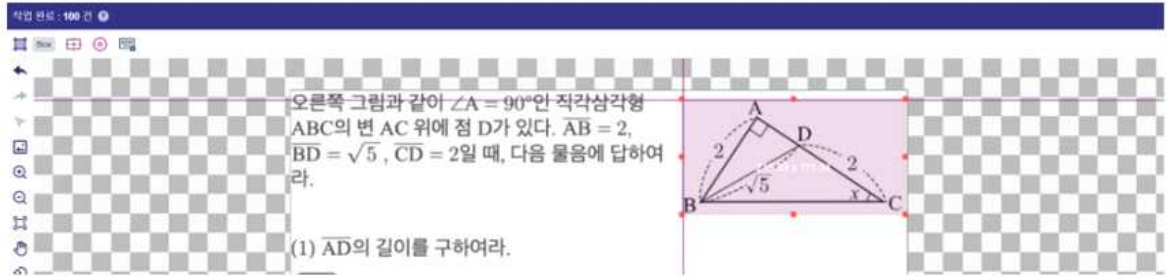 작업 완료 : 100 건
Box
오른쪽 그림과 같이 ∠A = 90°인 직각삼각형
ABC의 변 AC 위에 점 D가 있다. AB = 2,
BD = √5 , CD = 2일 때, 다음 물음에 답하여
라.
A
D
2
2
√5
x
B
C
(1) AD의 길이를 구하여라.